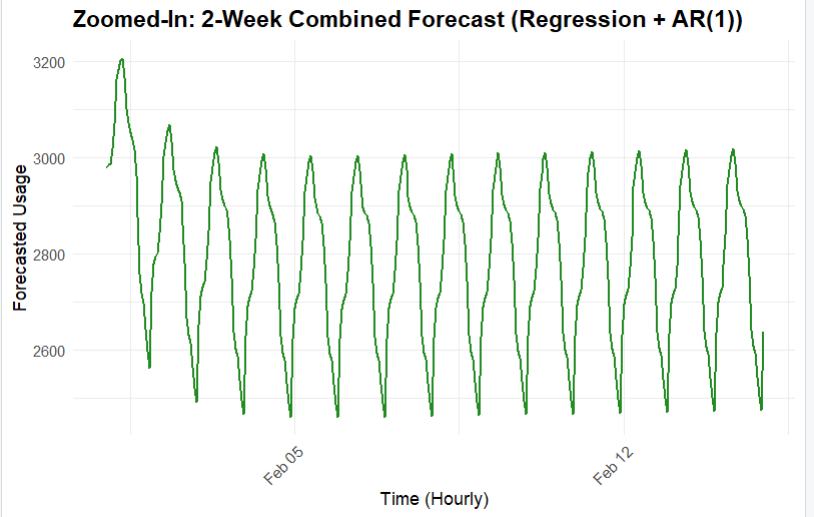 Zoomed-In: 2-Week Combined Forecast (Regression + AR(1))
3200
3000
2800
2600
Forecasted Usage
Feb 05
Feb 12
Time (Hourly)